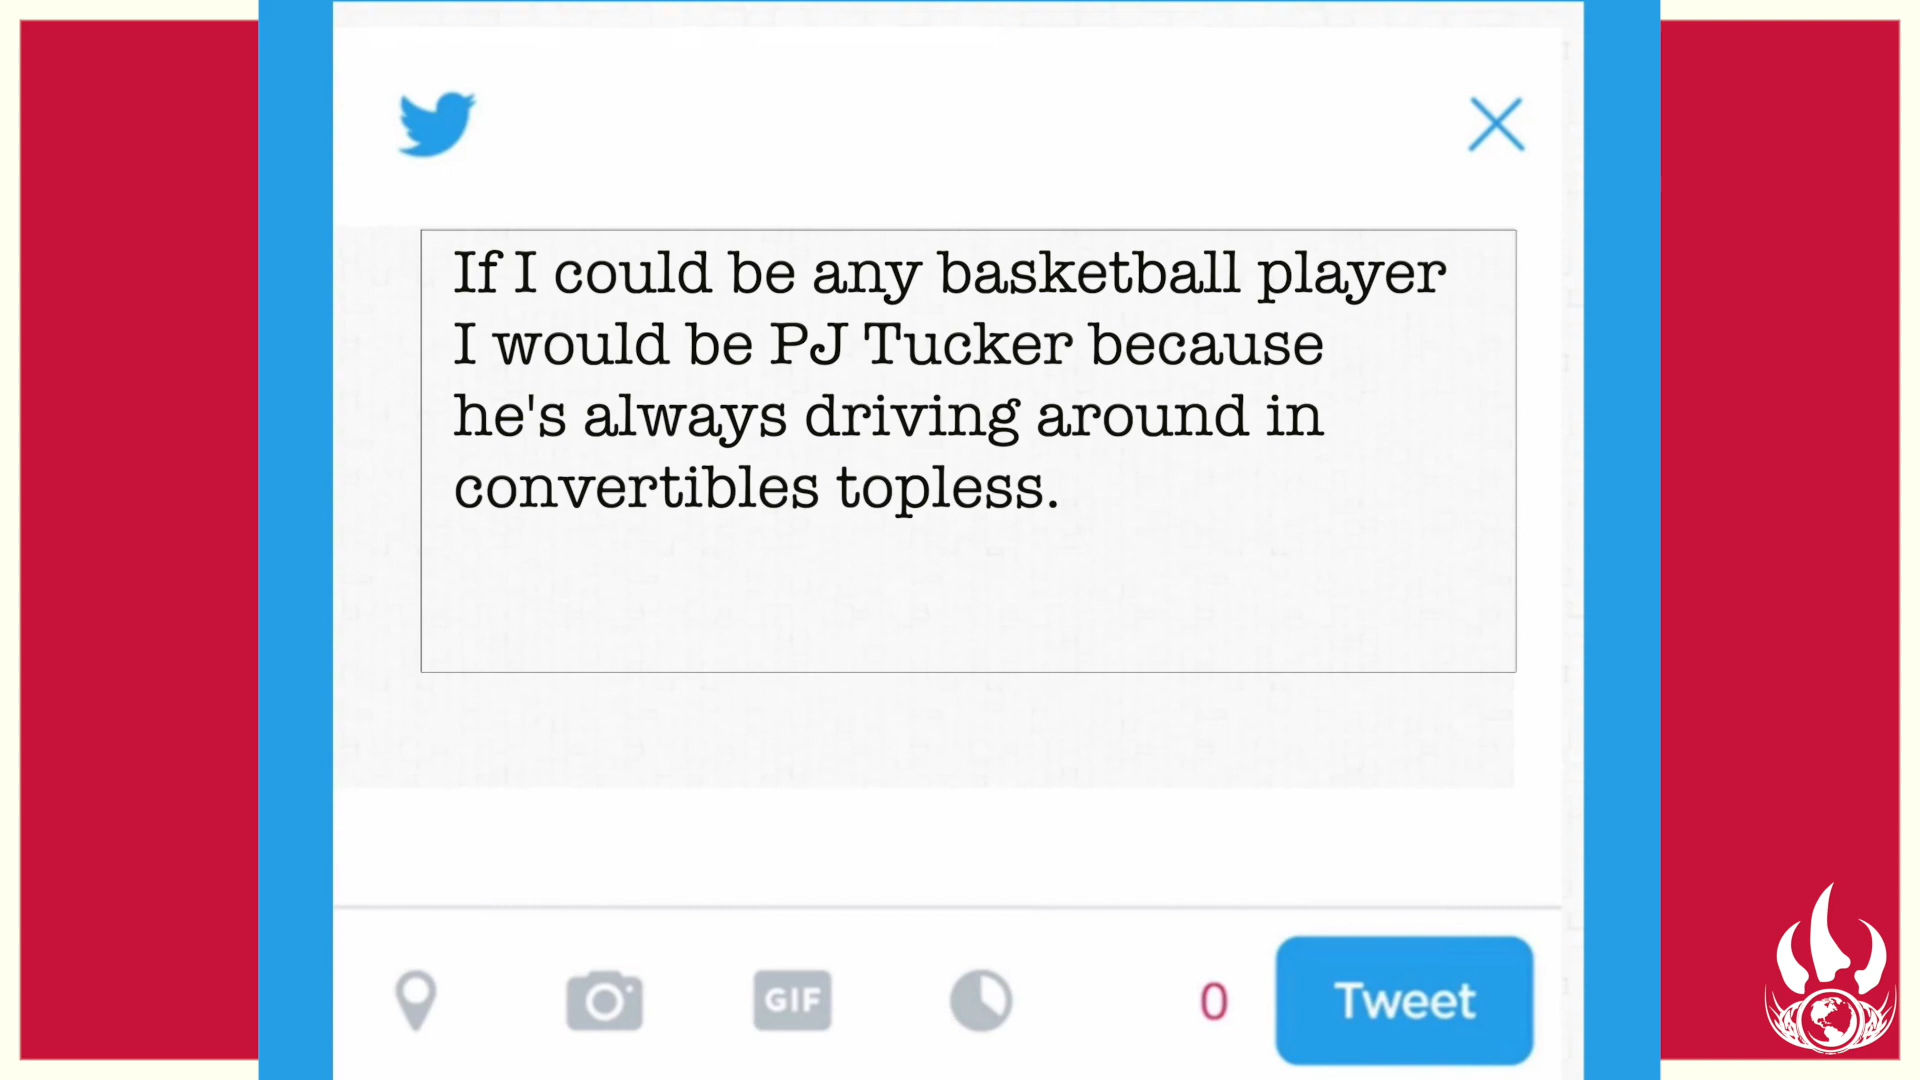 If I could be any basketball player
I would be PJ Tucker because
he's always driving around in
convertibles topless.
GIF
0
Tweet